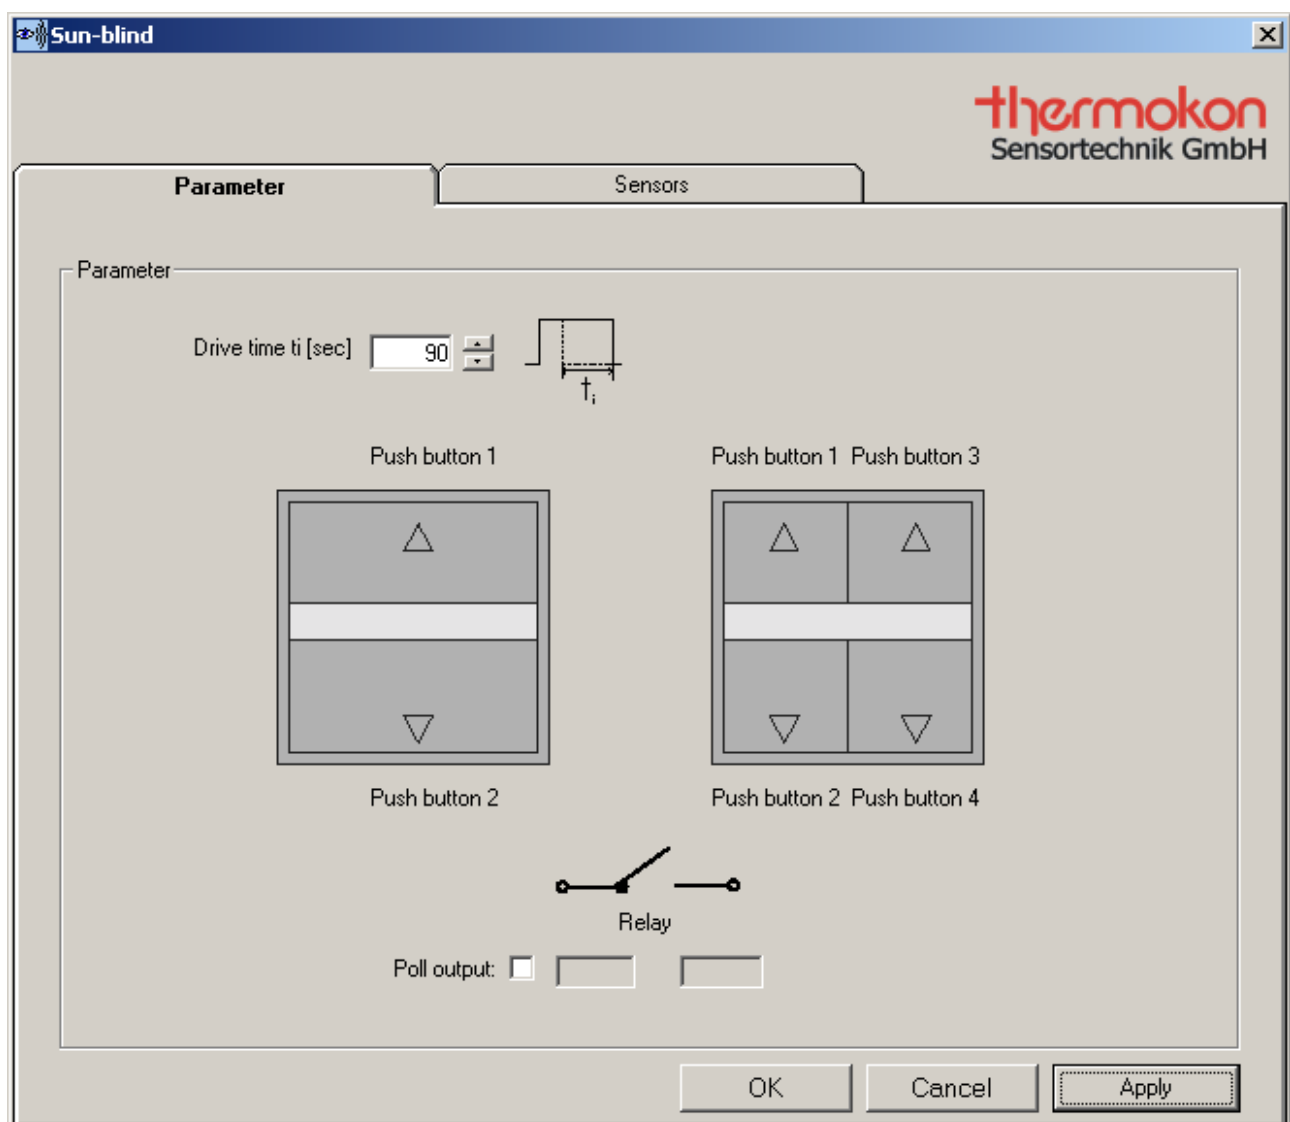 Sun-blind
thermokon
Sensortechnik GmbH
Parameter
Sensors
Parameter
Drive time ti [sec] 90
ti
Push button 1
Push button 1 Push button 3
Push button 2
Push button 2 Push button 4
Relay
Poll output:
OK
Cancel
Apply